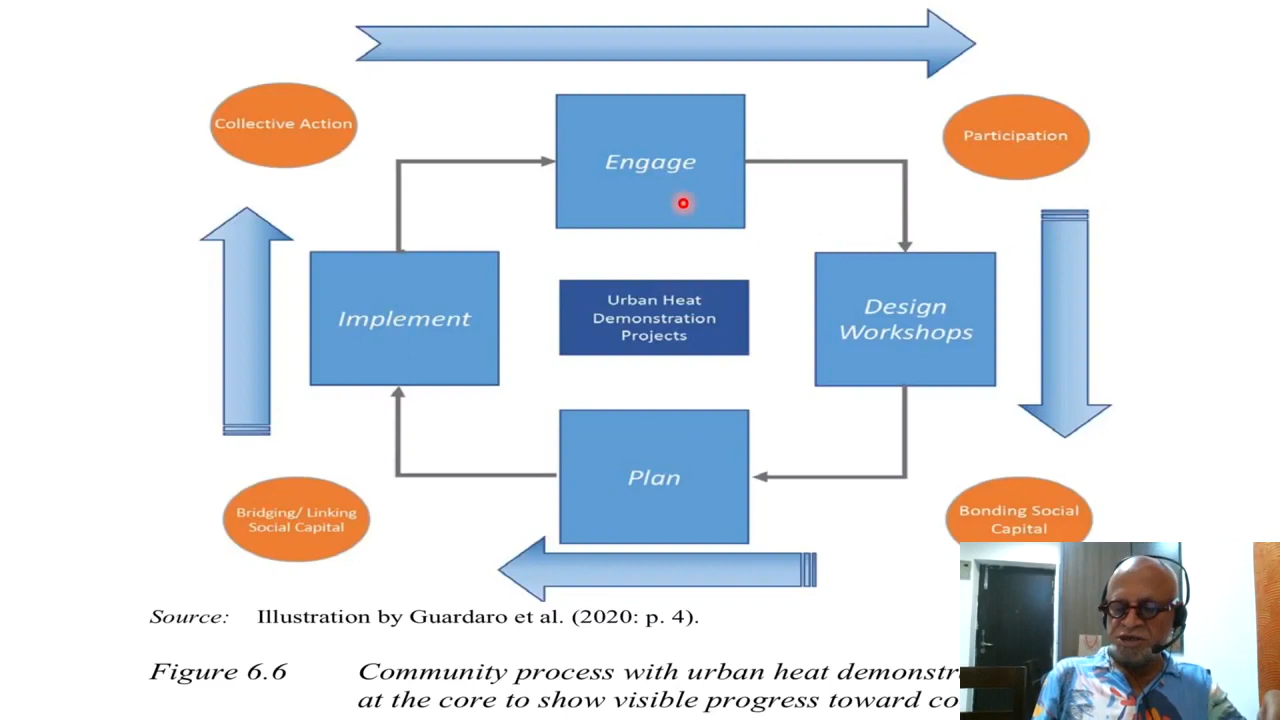 Collective Action
Participation
Engage
Implement
Urban Heat
Demonstration
Projects
Design
Workshops
Plan
Bridging/ Linking
Social Capital
Bonding Social
Capital
Source: Illustration by Guardaro et al. (2020: p. 4).
Figure 6.6 Community process with urban heat
at the core to show visible progress toward